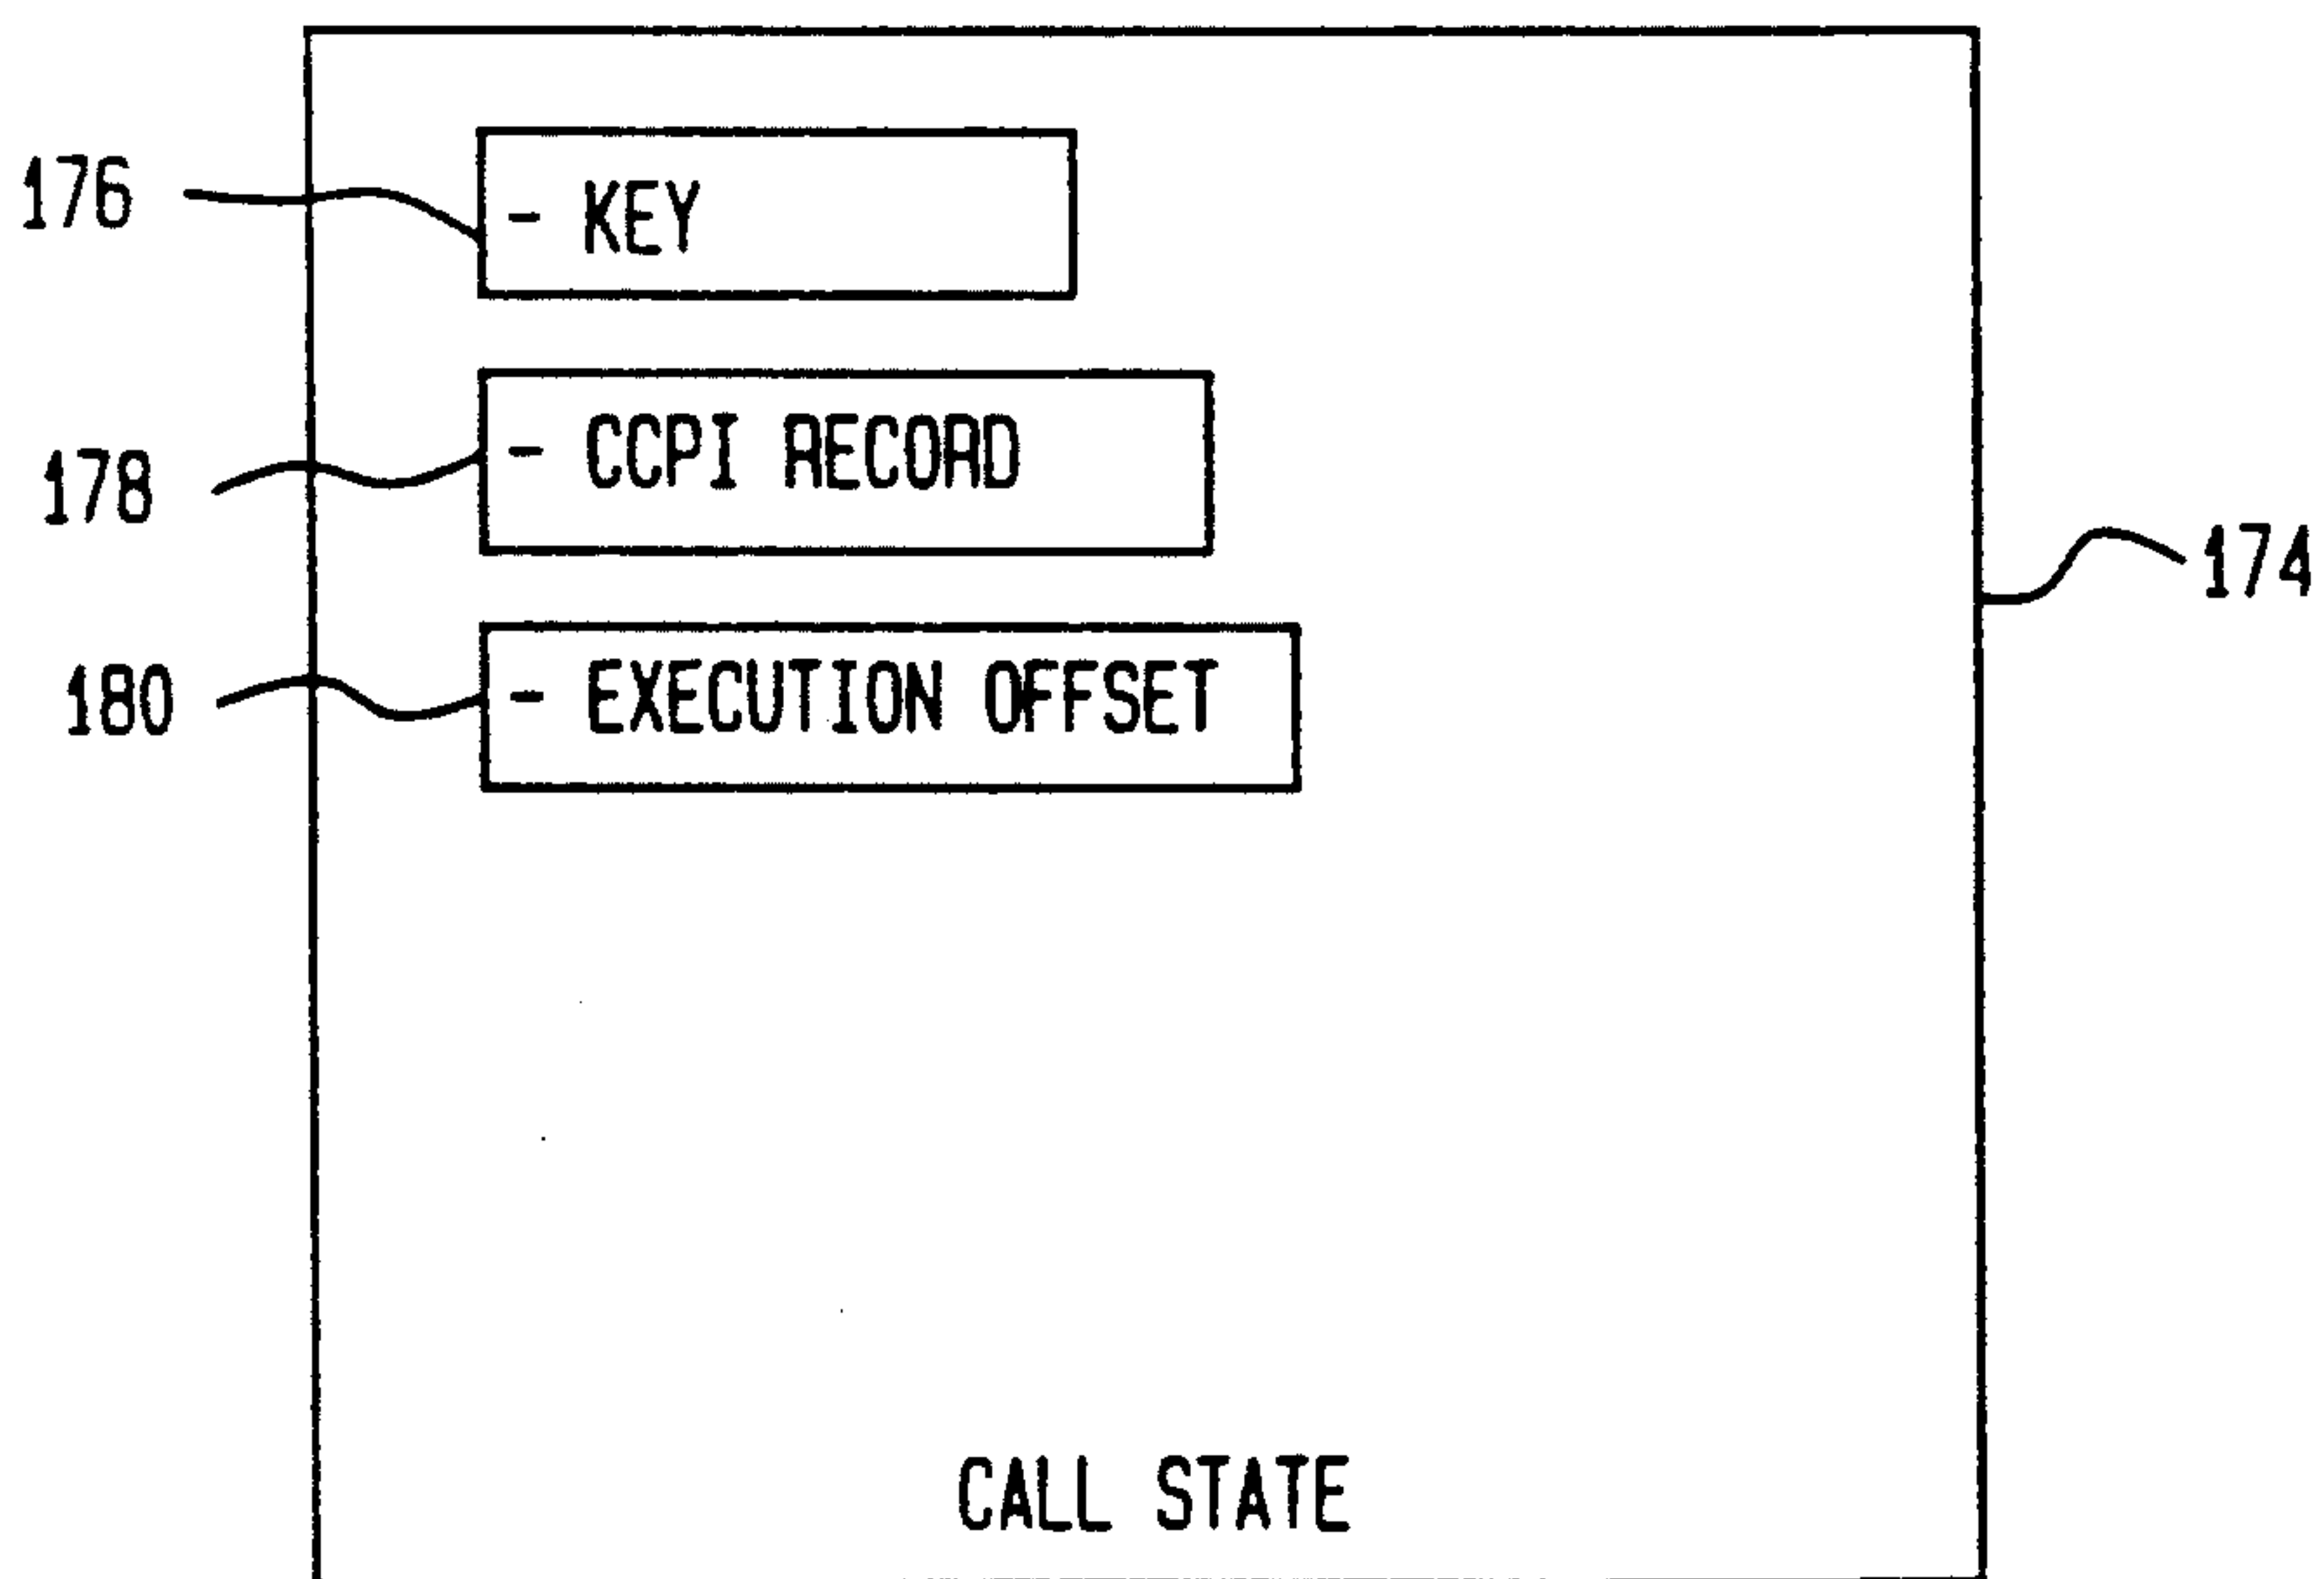 176
- KEY
178
- CCPI RECORD
174
180
- EXECUTION OFFSET
CALL STATE